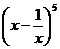 (x − 1/x)⁵